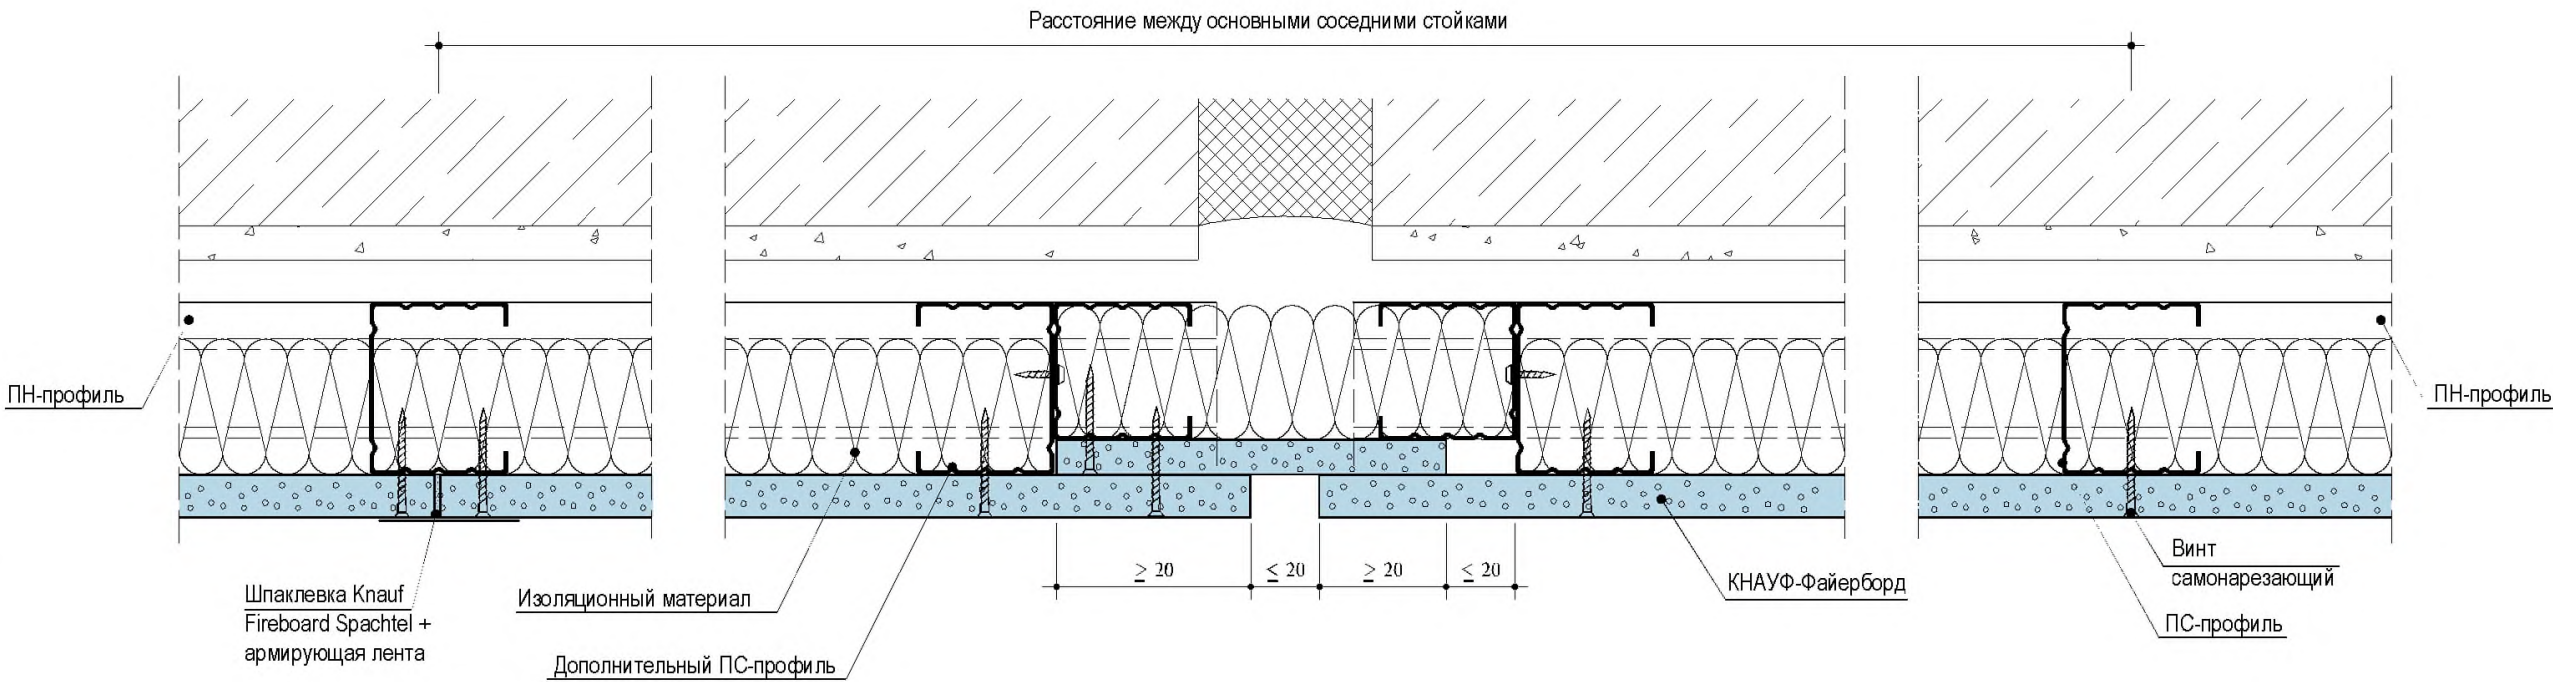 Расстояние между основными соседними стойками
ПН-профиль
ПН-профиль
≥ 20
≤ 20
≥ 20
≤ 20
Шпаклевка Knauf
Fireboard Spachtel +
армирующая лента
Изоляционный материал
Дополнительный ПС-профиль
КНАУФ-Файерборд
Винт
самонарезающий
ПС-профиль